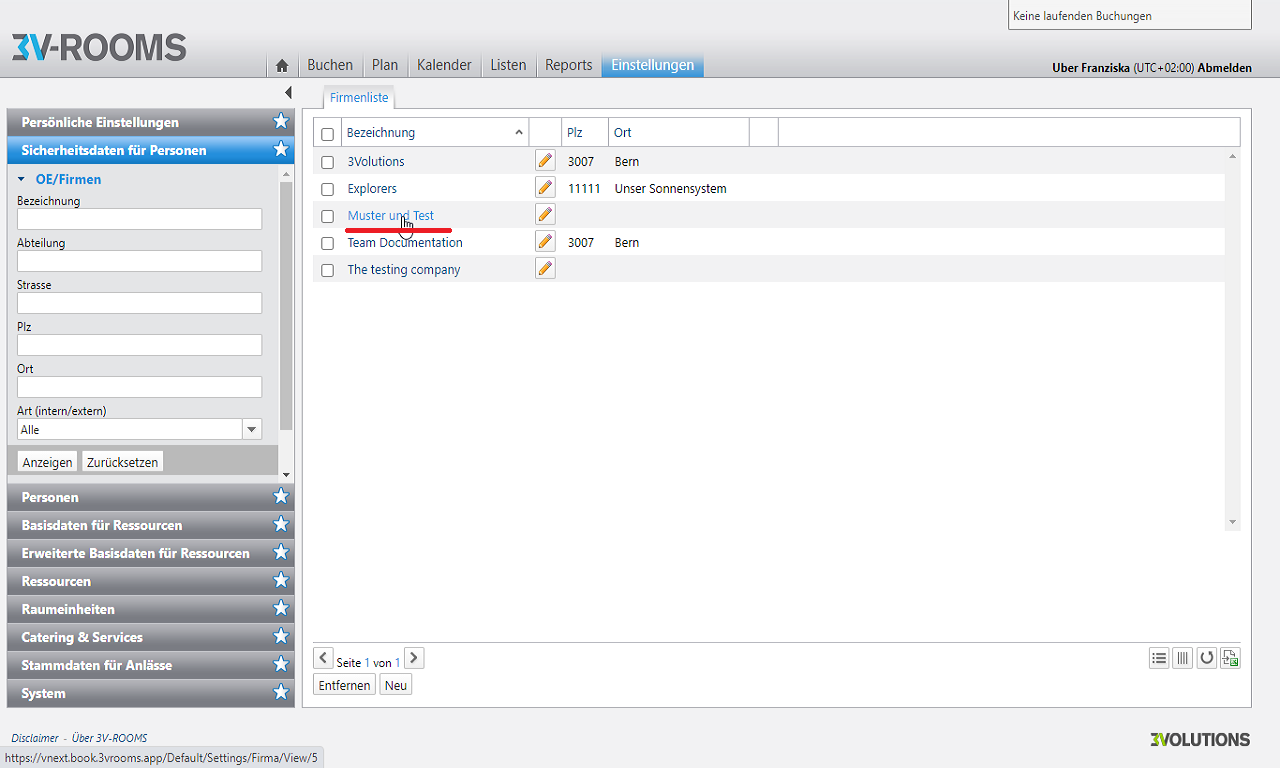 Keine laufenden Buchungen
3V-ROOMS
Buchen Plan Kalender Listen Reports Einstellungen
Uber Franziska (UTC+02:00) Abmelden
Persönliche Einstellungen
Sicherheitsdaten für Personen
OE/Firmen
Bezeichnung
Abteilung
Strasse
Plz
Ort
Art (intern/extern)
Alle
Anzeigen Zurücksetzen
Personen
Basisdaten für Ressourcen
Erweiterte Basisdaten für Ressourcen
Ressourcen
Raumeinheiten
Catering & Services
Stammdaten für Anlässe
System
Firmenliste
Bezeichnung Plz Ort
3Volutions 3007 Bern
Explorers 11111 Unser Sonnensystem
Muster und Test
Team Documentation 3007 Bern
The testing company
Seite 1 von 1
Entfernen Neu
Disclaimer - Über 3V-ROOMS
3VOLUTIONS
https://vnext.book.3vrooms.app/Default/Settings/Firma/View/5